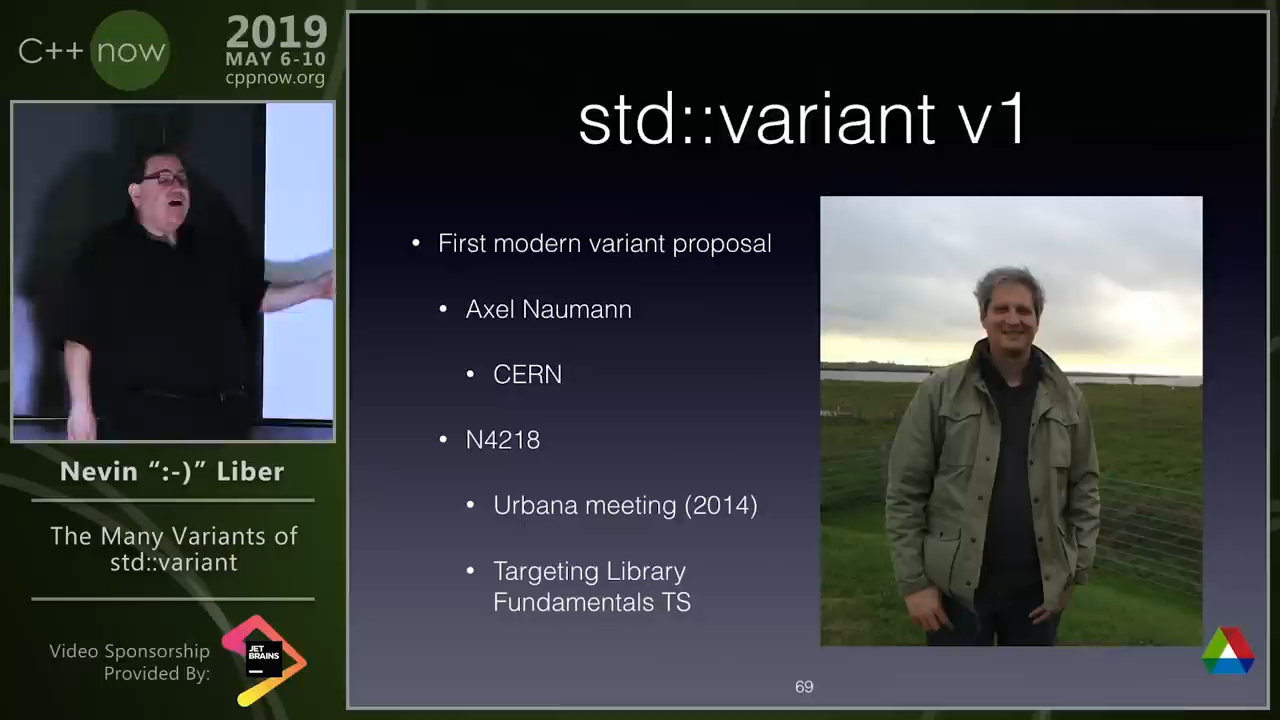 C++ now
2019
MAY 6-10
cppnow.org
Nevin “:-)” Liber
The Many Variants of
std::variant
Video Sponsorship
Provided By:
JET
BRAINS
std::variant v1
• First modern variant proposal
• Axel Naumann
• CERN
• N4218
• Urbana meeting (2014)
• Targeting Library
Fundamentals TS
69